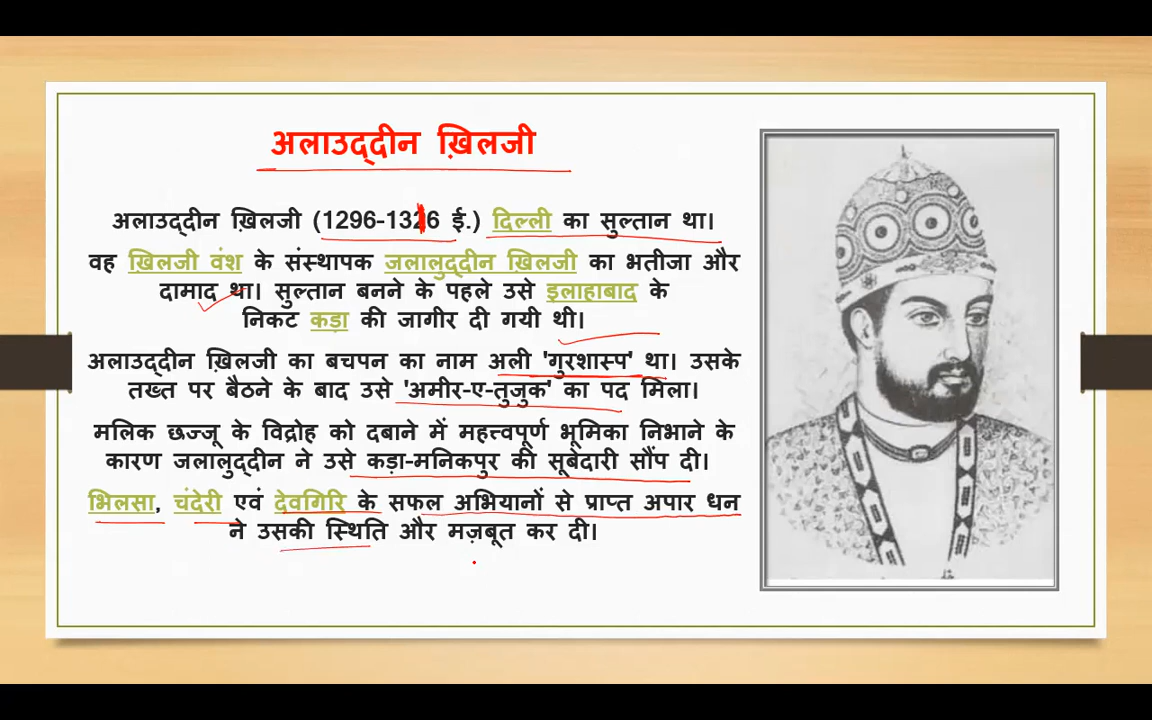 अलाउद्दीन ख़िलजी
अलाउद्दीन ख़िलजी (1296-1316 ई.) दिल्ली का सुल्तान था।
वह ख़िलजी वंश के संस्थापक जलालुद्दीन ख़िलजी का भतीजा और
दामाद था। सुल्तान बनने के पहले उसे इलाहाबाद के
निकट कड़ा की जागीर दी गयी थी।
अलाउद्दीन ख़िलजी का बचपन का नाम अली 'गुरशास्प' था। उसके
तख्त पर बैठने के बाद उसे 'अमीर-ए-तुजुक' का पद मिला।
मलिक छज्जू के विद्रोह को दबाने में महत्त्वपूर्ण भूमिका निभाने के
कारण जलालुद्दीन ने उसे कड़ा-मनिकपुर की सूबेदारी सौंप दी।
भिलसा, चंदेरी एवं देवगिरि के सफल अभियानों से प्राप्त अपार धन
ने उसकी स्थिति और मज़बूत कर दी।